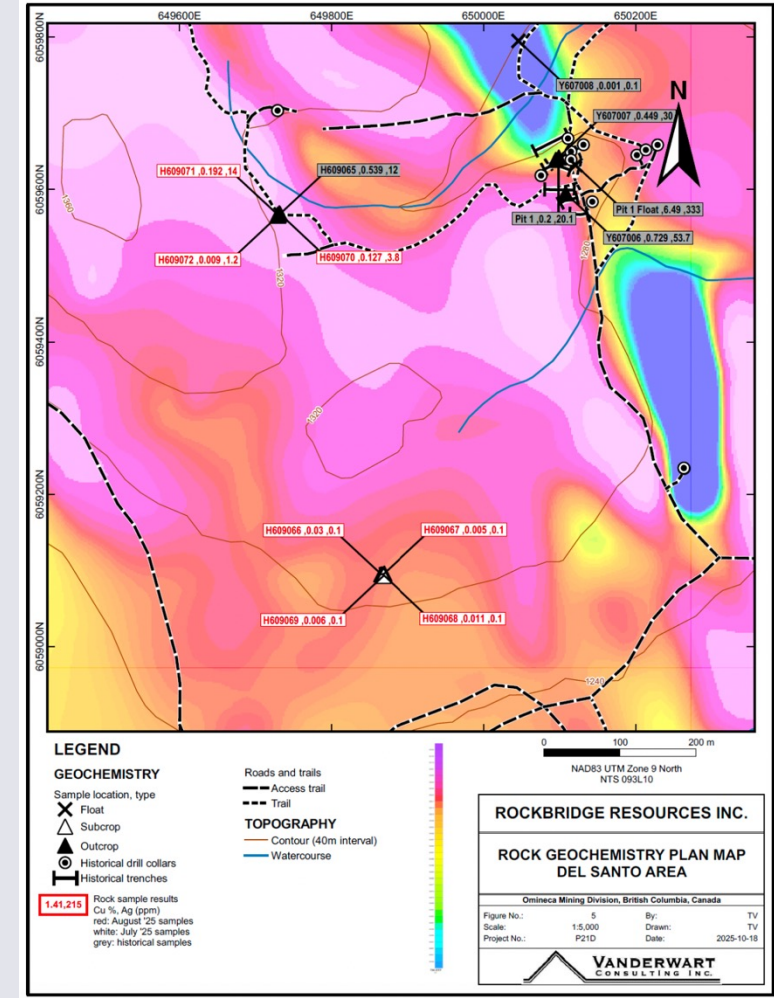 649600E
649800E
650000E
650200E
6059800N
6059600N
6059400N
6059200N
6059000N
Y607008 ,0.001 ,0.1
N
Y607007 ,0.449 ,30
H609071 ,0.192 ,14
H609065 ,0.539 ,12
1360
Pit 1 Float ,6.49 ,333
Pit 1 ,0.2 ,20.1
Y607006 ,0.729 ,53.7
H609072 ,0.009 ,1.2
H609070 ,0.127 ,3.8
1280
1320
1320
H609066 ,0.03 ,0.1
H609067 ,0.005 ,0.1
H609069 ,0.006 ,0.1
H609068 ,0.011 ,0.1
1240
LEGEND
GEOCHEMISTRY
Sample location, type
Float
Subcrop
Outcrop
Historical drill collars
Historical trenches
1.41,215
Rock sample results
Cu %, Ag (ppm)
red: August '25 samples
white: July '25 samples
grey: historical samples
Roads and trails
Access trail
Trail
TOPOGRAPHY
Contour (40m interval)
Watercourse
0 100 200 m
NAD83 UTM Zone 9 North
NTS 093L10
ROCKBRIDGE RESOURCES INC.
ROCK GEOCHEMISTRY PLAN MAP
DEL SANTO AREA
Omineca Mining Division, British Columbia, Canada
Figure No.: 5 By: TV
Scale: 1:5,000 Drawn: TV
Project No.: P21D Date: 2025-10-18
VANDERWART
CONSULTING INC.